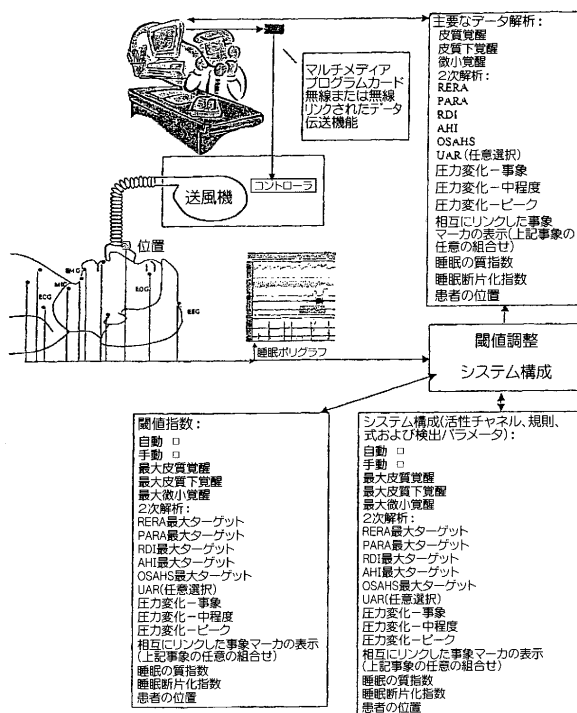 主要なデータ解析:
皮質覚醒
皮質下覚醒
微小覚醒
2次解析:
RERA
PARA
RDI
AHI
OSAHS
UAR(任意選択)
圧力変化－事象
圧力変化－中程度
圧力変化－ピーク
相互にリンクした事象
マーカの表示(上記事象の
任意の組合せ)
睡眠の質指数
睡眠断片化指数
患者の位置
マルチメディア
プログラムカード
無線または無線
リンクされたデータ
伝送機能
送風機
コントローラ
位置
EMG
MIC
ECG
EOG
EEG
睡眠ポリグラフ
閾値調整
システム構成
閾値指数:
自動 □
手動 □
最大皮質覚醒
最大皮質下覚醒
最大微小覚醒
2次解析:
RERA最大ターゲット
PARA最大ターゲット
RDI最大ターゲット
AHI最大ターゲット
OSAHS最大ターゲット
UAR(任意選択)
圧力変化－事象
圧力変化－中程度
圧力変化－ピーク
相互にリンクした事象マーカの表示
(上記事象の任意の組合せ)
睡眠の質指数
睡眠断片化指数
患者の位置
システム構成(活性チャネル、規則、
式および検出パラメータ):
自動 □
手動 □
最大皮質覚醒
最大皮質下覚醒
最大微小覚醒
2次解析:
RERA最大ターゲット
PARA最大ターゲット
RDI最大ターゲット
AHI最大ターゲット
OSAHS最大ターゲット
UAR(任意選択)
圧力変化－事象
圧力変化－中程度
圧力変化－ピーク
相互にリンクした事象マーカの表示
(上記事象の任意の組合せ)
睡眠の質指数
睡眠断片化指数
患者の位置